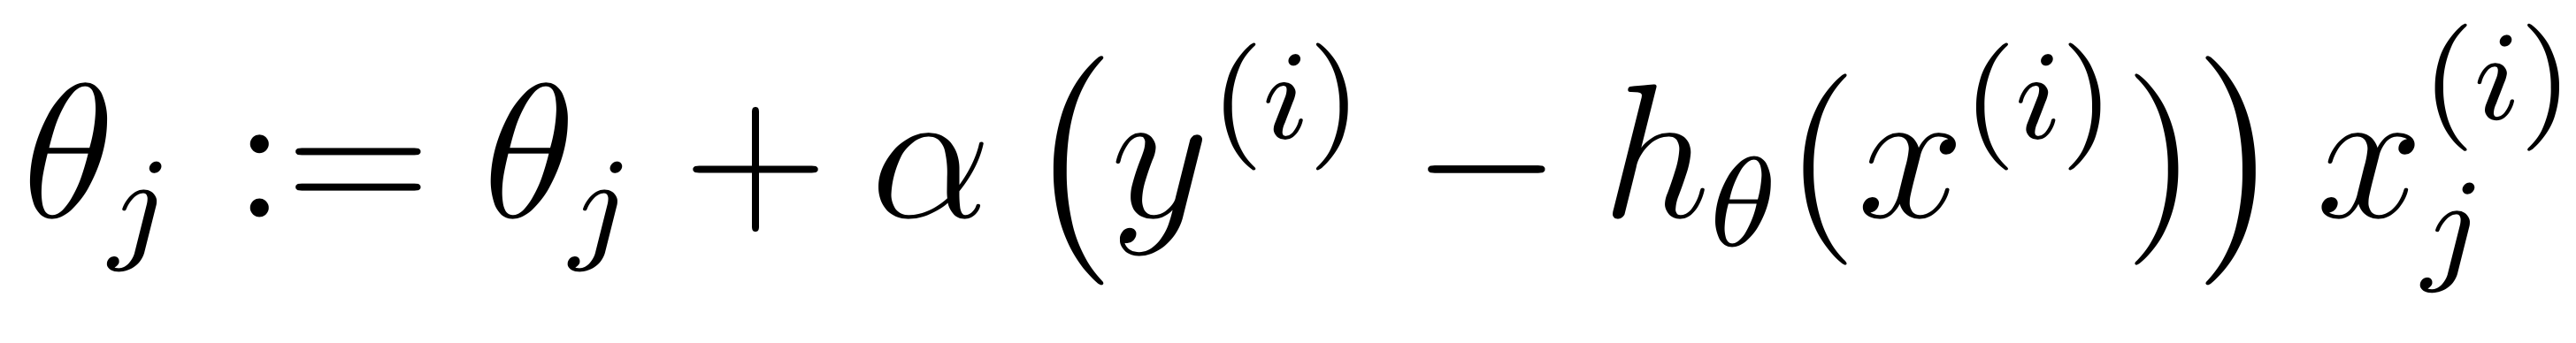 θ_j := θ_j + α (y^{(i)} − h_θ(x^{(i)})) x_j^{(i)}